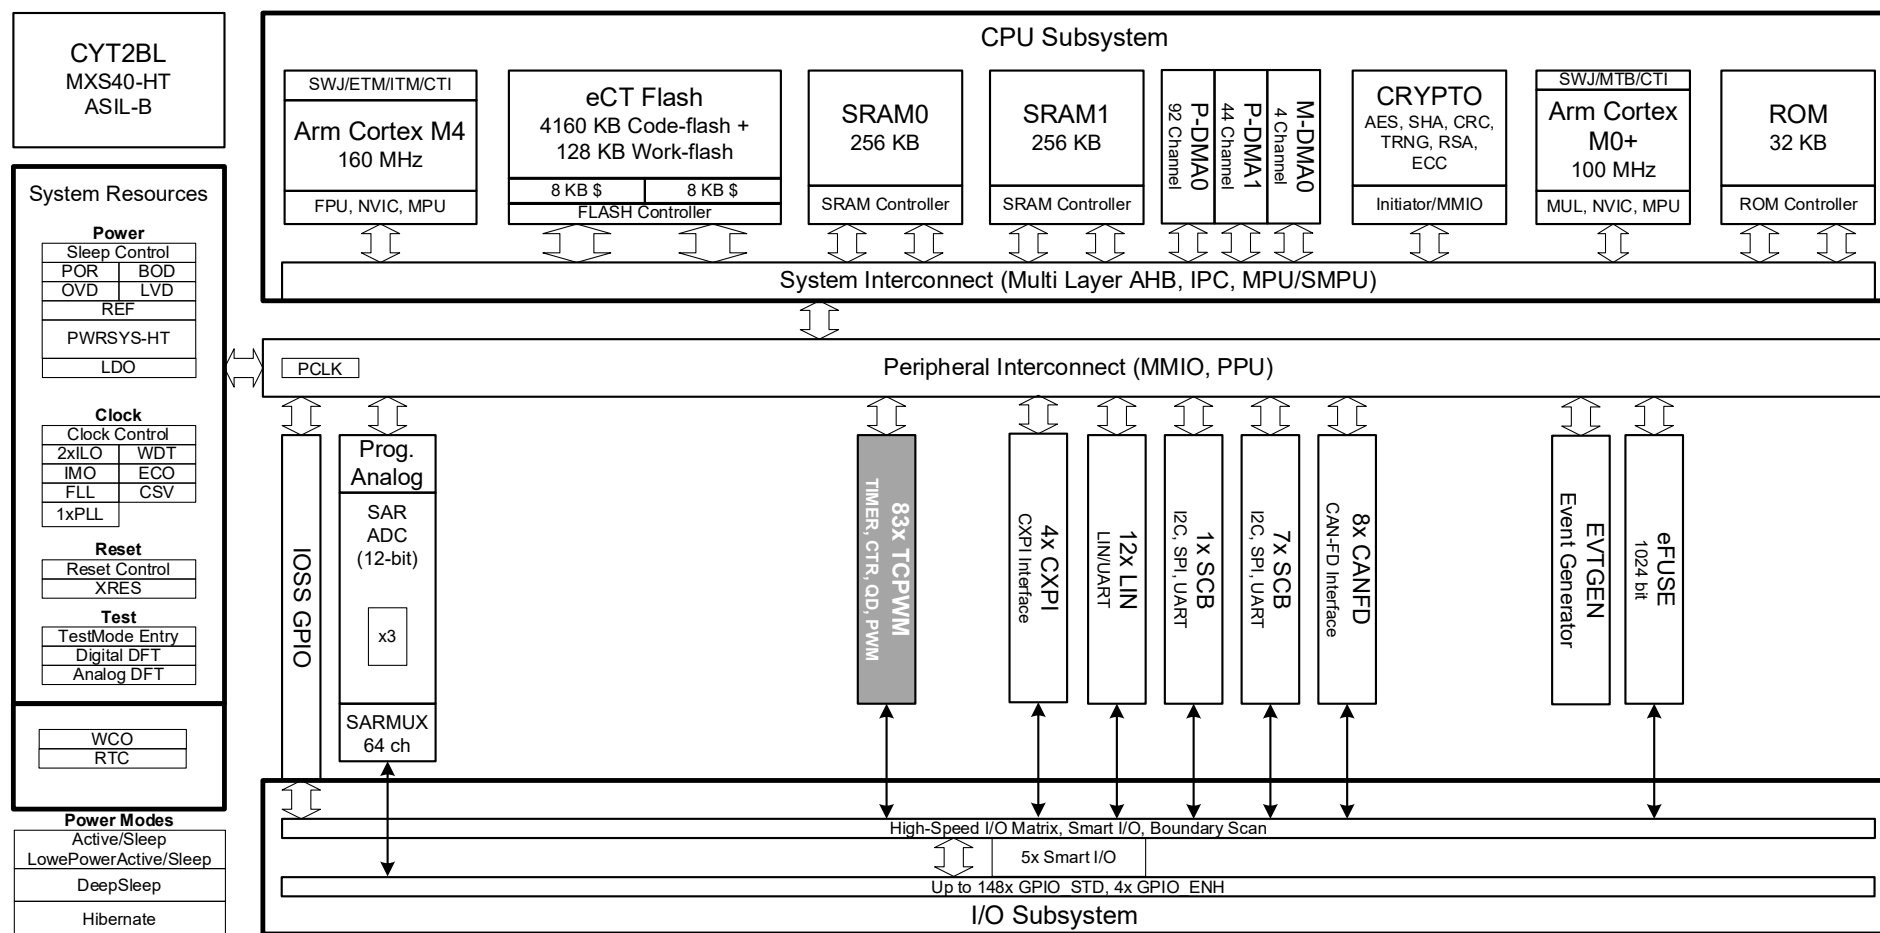 CYT2BL
MXS40-HT
ASIL-B
System Resources
Power
Sleep Control
POR BOD
OVD LVD
REF
PWRSYS-HT
LDO
Clock
Clock Control
2xILO WDT
IMO ECO
FLL CSV
1xPLL
Reset
Reset Control
XRES
Test
TestMode Entry
Digital DFT
Analog DFT
WCO
RTC
Power Modes
Active/Sleep
LowePowerActive/Sleep
DeepSleep
Hibernate
CPU Subsystem
SWJ/ETM/ITM/CTI
Arm Cortex M4
160 MHz
FPU, NVIC, MPU
eCT Flash
4160 KB Code-flash +
128 KB Work-flash
8 KB $ 8 KB $
FLASH Controller
SRAM0
256 KB
SRAM Controller
SRAM1
256 KB
SRAM Controller
P-DMA0
92 Channel
P-DMA1
44 Channel
M-DMA0
4 Channel
CRYPTO
AES, SHA, CRC,
TRNG, RSA,
ECC
Initiator/MMIO
SWJ/MTB/CTI
Arm Cortex
M0+
100 MHz
MUL, NVIC, MPU
ROM
32 KB
ROM Controller
System Interconnect (Multi Layer AHB, IPC, MPU/SMPU)
PCLK
Peripheral Interconnect (MMIO, PPU)
IOSS GPIO
Prog.
Analog
SAR
ADC
(12-bit)
x3
SARMUX
64 ch
83x TCPWM
TIMER, CTR, QD, PWM
4x CXPI
CXPI Interface
12x LIN
LIN/UART
1x SCB
I2C, SPI, UART
7x SCB
I2C, SPI, UART
8x CANFD
CAN-FD Interface
EVTGEN
Event Generator
eFUSE
1024 bit
High-Speed I/O Matrix, Smart I/O, Boundary Scan
5x Smart I/O
Up to 148x GPIO_STD, 4x GPIO_ENH
I/O Subsystem